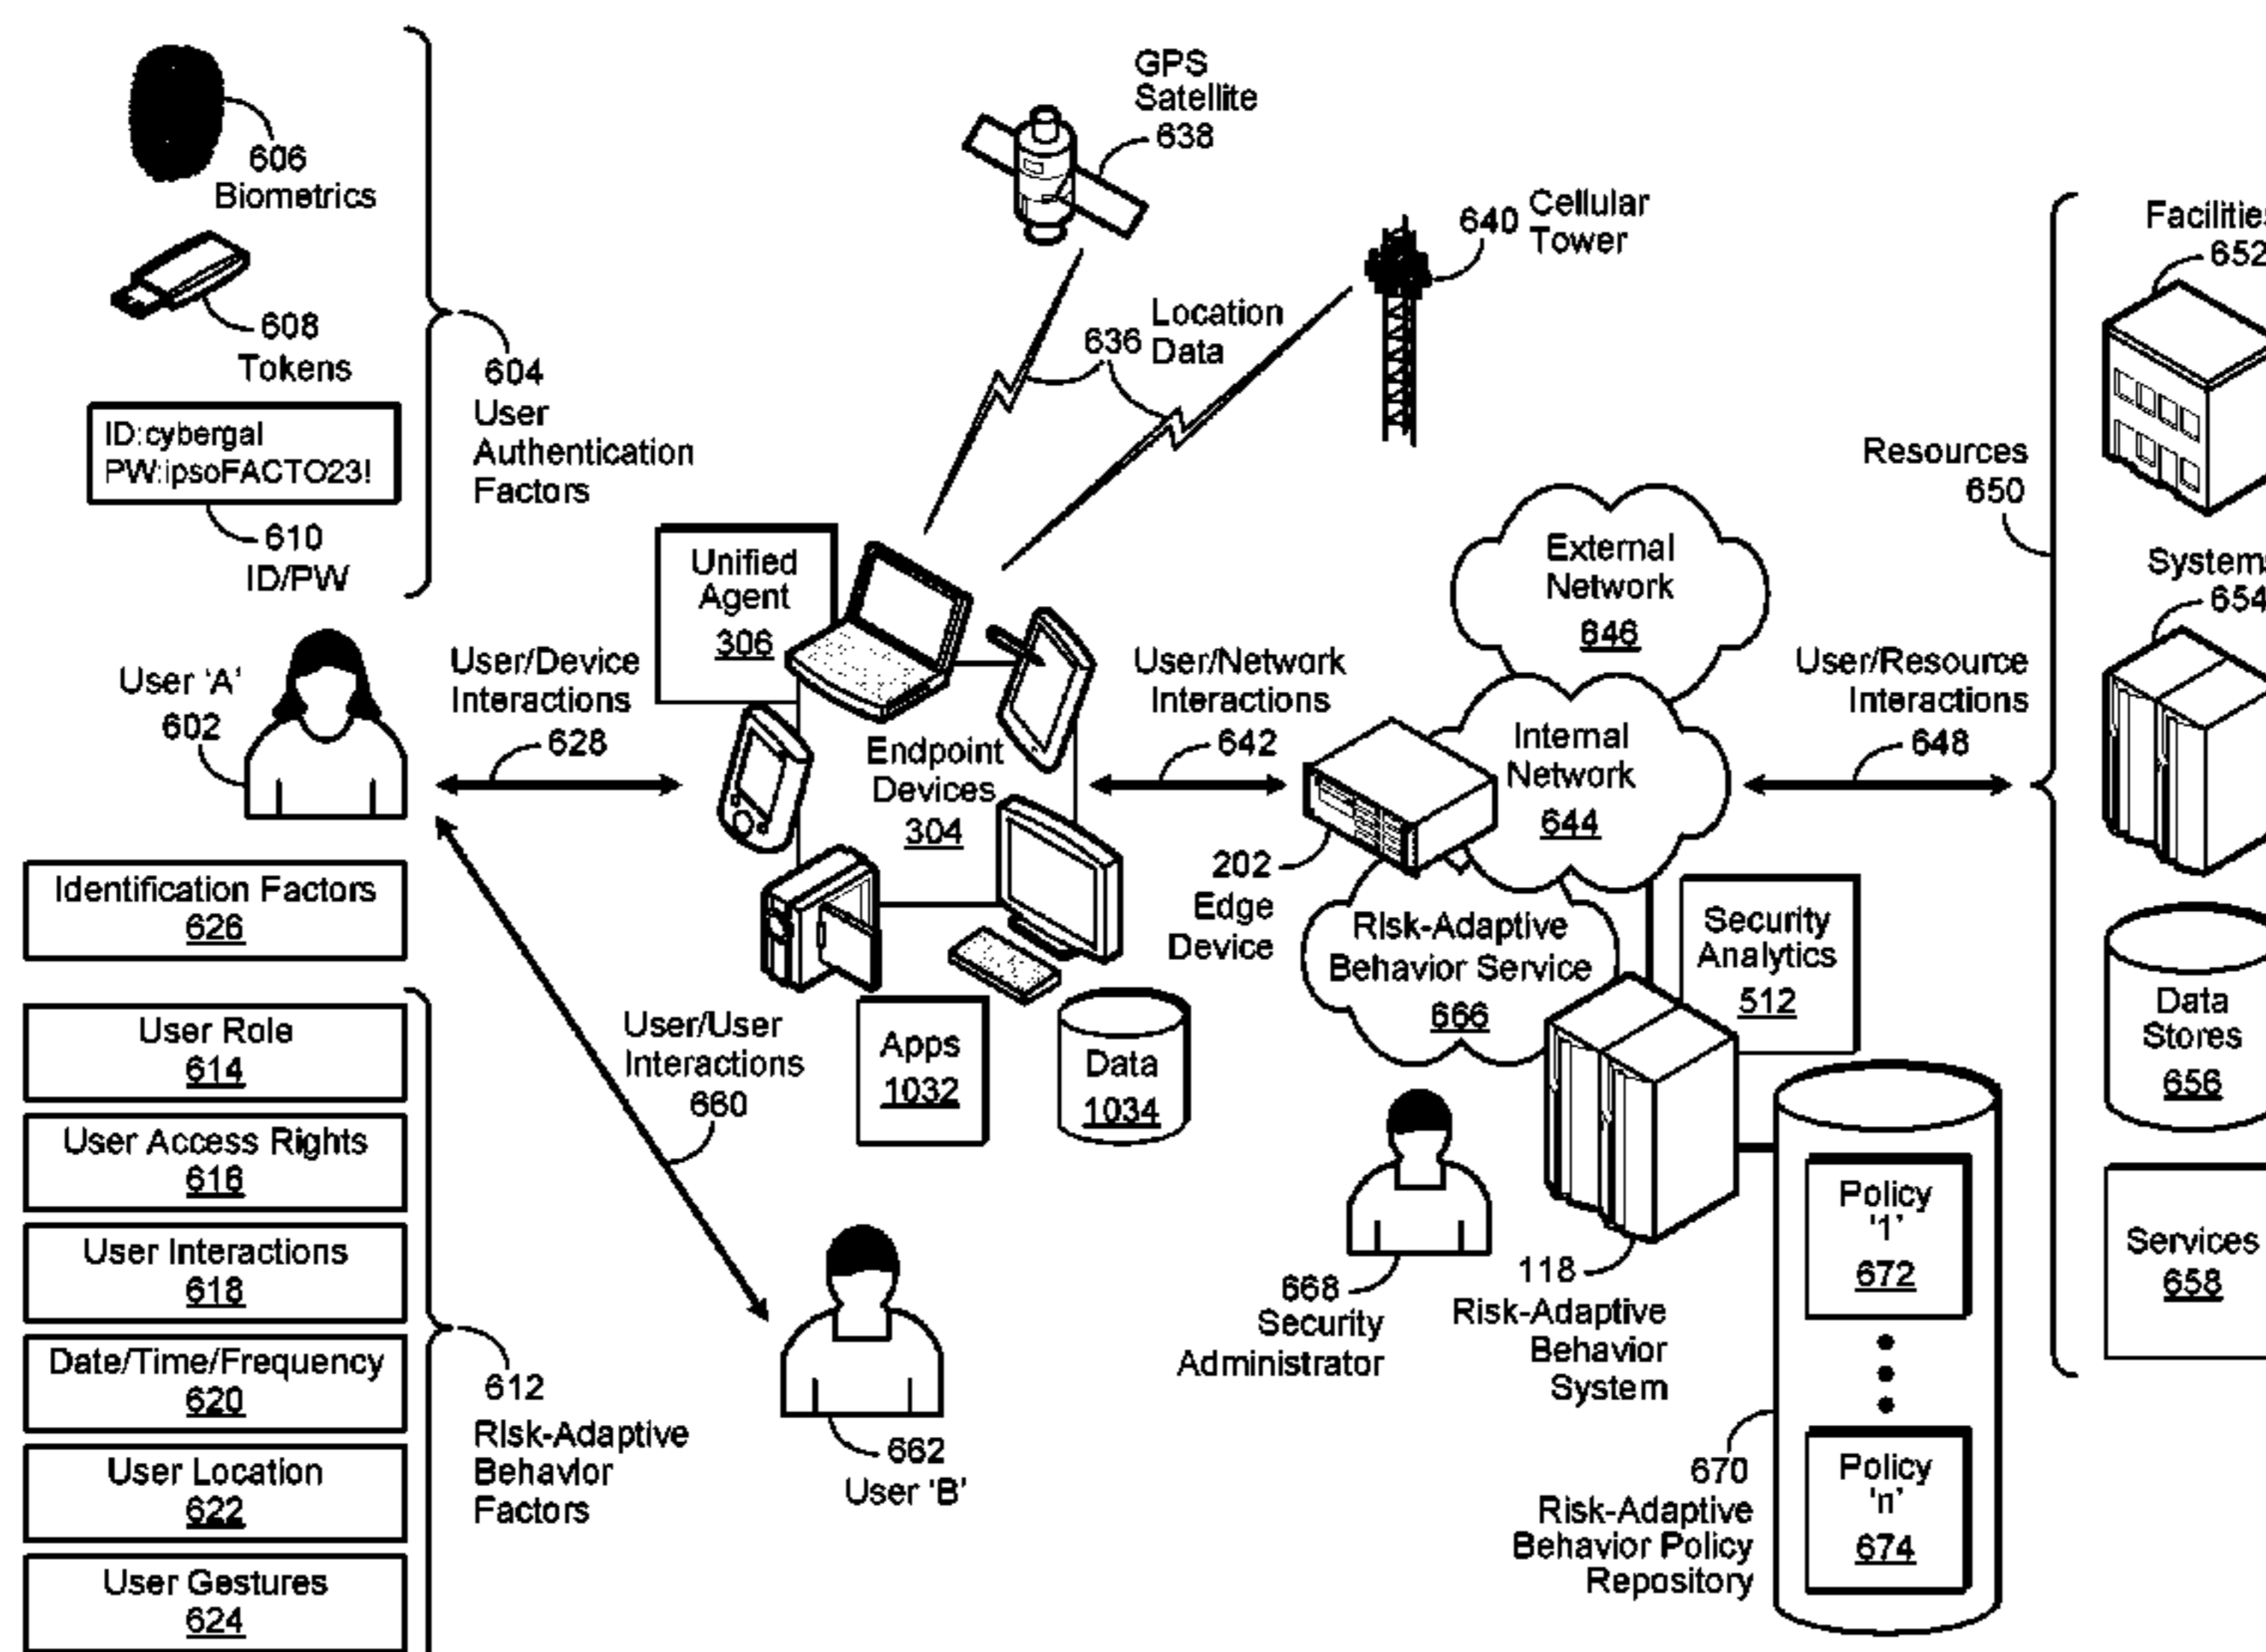 606
Biometrics
608
Tokens
ID:cybergal
PW:ipsoFACTO23!
610
ID/PW
604
User
Authentication
Factors
GPS
Satellite
638
640
Cellular
Tower
636
Location
Data
User 'A'
602
User/Device
Interactions
628
Unified
Agent
306
Endpoint
Devices
304
User/Network
Interactions
642
External
Network
646
Internal
Network
644
User/Resource
Interactions
648
Resources
650
Facilities
652
Systems
654
Data
Stores
656
Services
658
202
Edge
Device
Risk-Adaptive
Behavior Service
666
Security
Analytics
512
Identification Factors
626
User Role
614
User Access Rights
616
User Interactions
618
Date/Time/Frequency
620
User Location
622
User Gestures
624
612
Risk-Adaptive
Behavior
Factors
User/User
Interactions
660
Apps
1032
Data
1034
662
User 'B'
668
Security
Administrator
118
Risk-Adaptive
Behavior
System
Policy
'1'
672
Policy
'n'
674
670
Risk-Adaptive
Behavior Policy
Repository